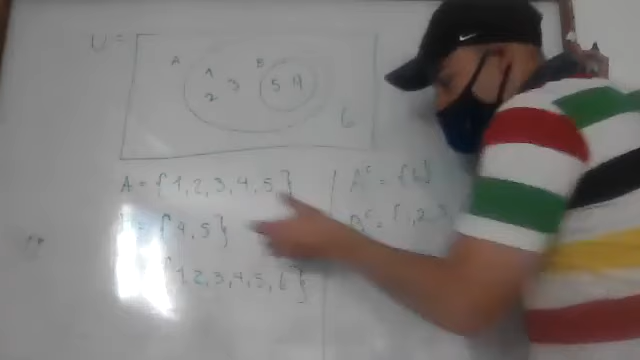 U =
A
B
1
3
5 4
2
6
A = {1, 2, 3, 4, 5}
Aᶜ = {6}
= {4, 5}
Bᶜ = {1, 2, 3
{1, 2, 3, 4, 5, 6}